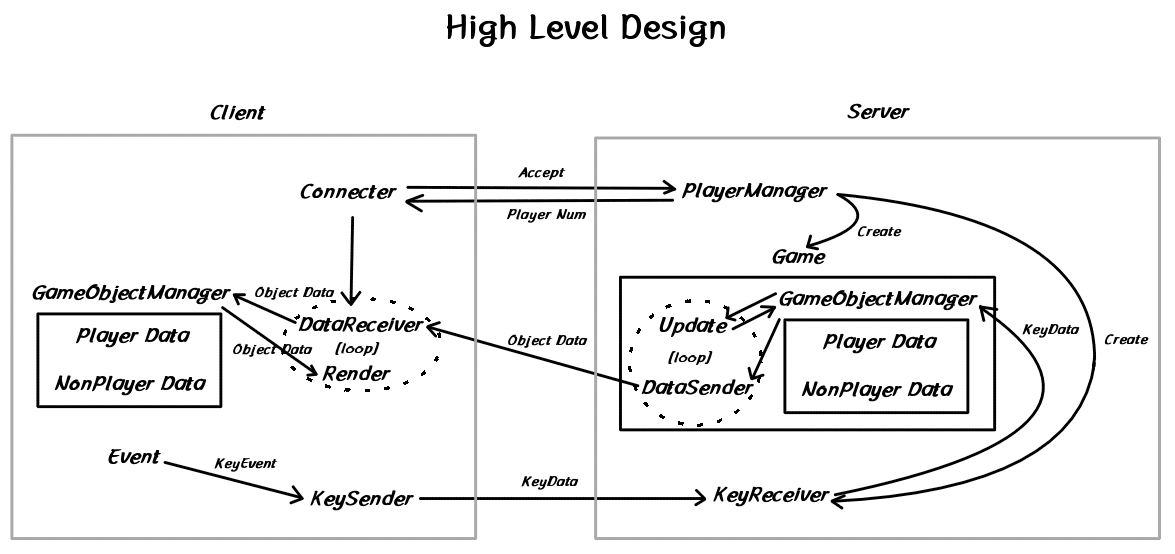 High Level Design
Client
Server
Connecter
Accept
Player Num
PlayerManager
Create
Game
GameObjectManager
Player Data
NonPlayer Data
Object Data
Object Data
DataReceiver
[loop]
Render
Object Data
Update
[loop]
DataSender
GameObjectManager
Player Data
NonPlayer Data
KeyData
Create
Event
KeyEvent
KeySender
KeyData
KeyReceiver